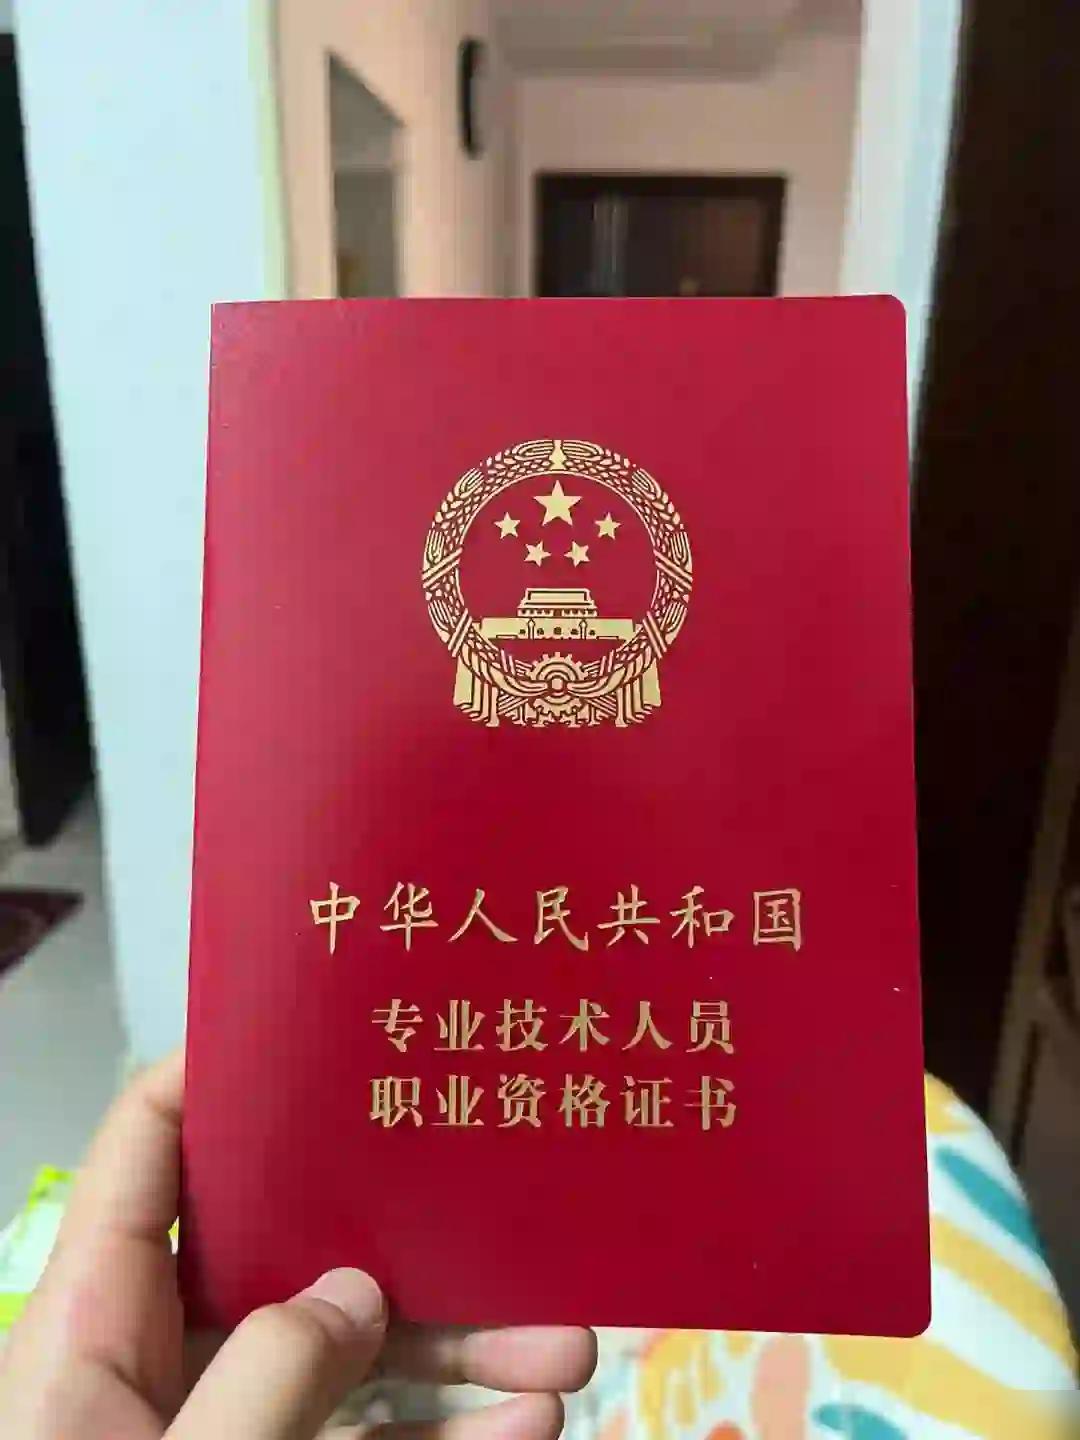 中华人民共和国
专业技术人员
职业资格证书